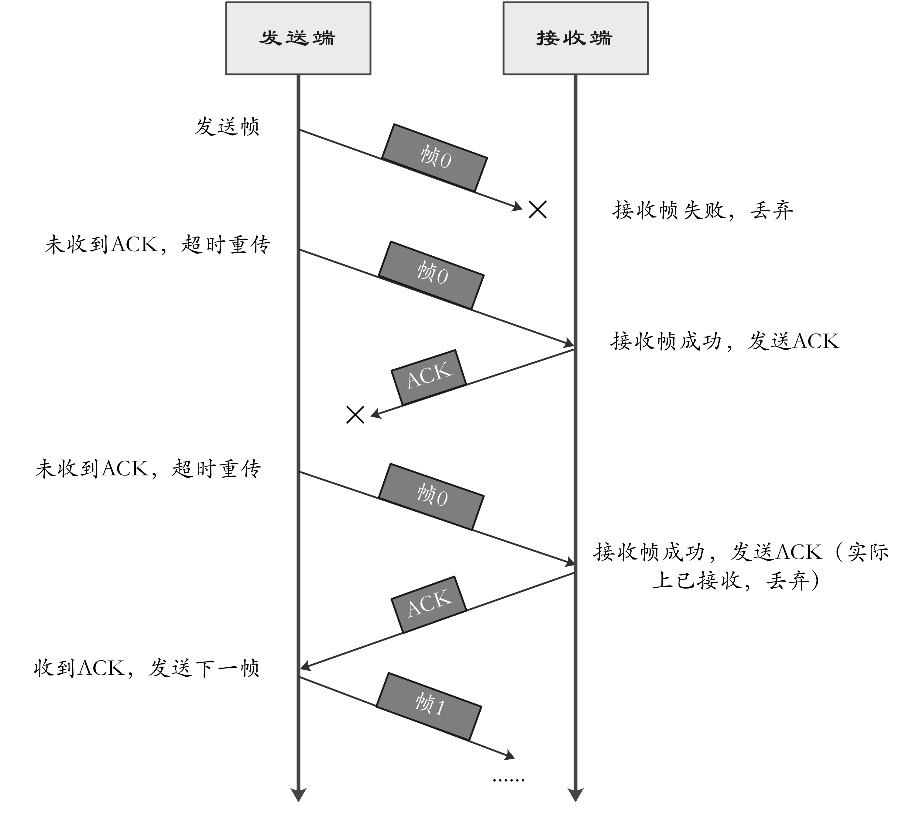 发送端
接收端
发送帧
帧0
接收帧失败，丢弃
未收到ACK，超时重传
帧0
接收帧成功，发送ACK
ACK
未收到ACK，超时重传
帧0
接收帧成功，发送ACK（实际
上已接收，丢弃）
ACK
收到ACK，发送下一帧
帧1
......